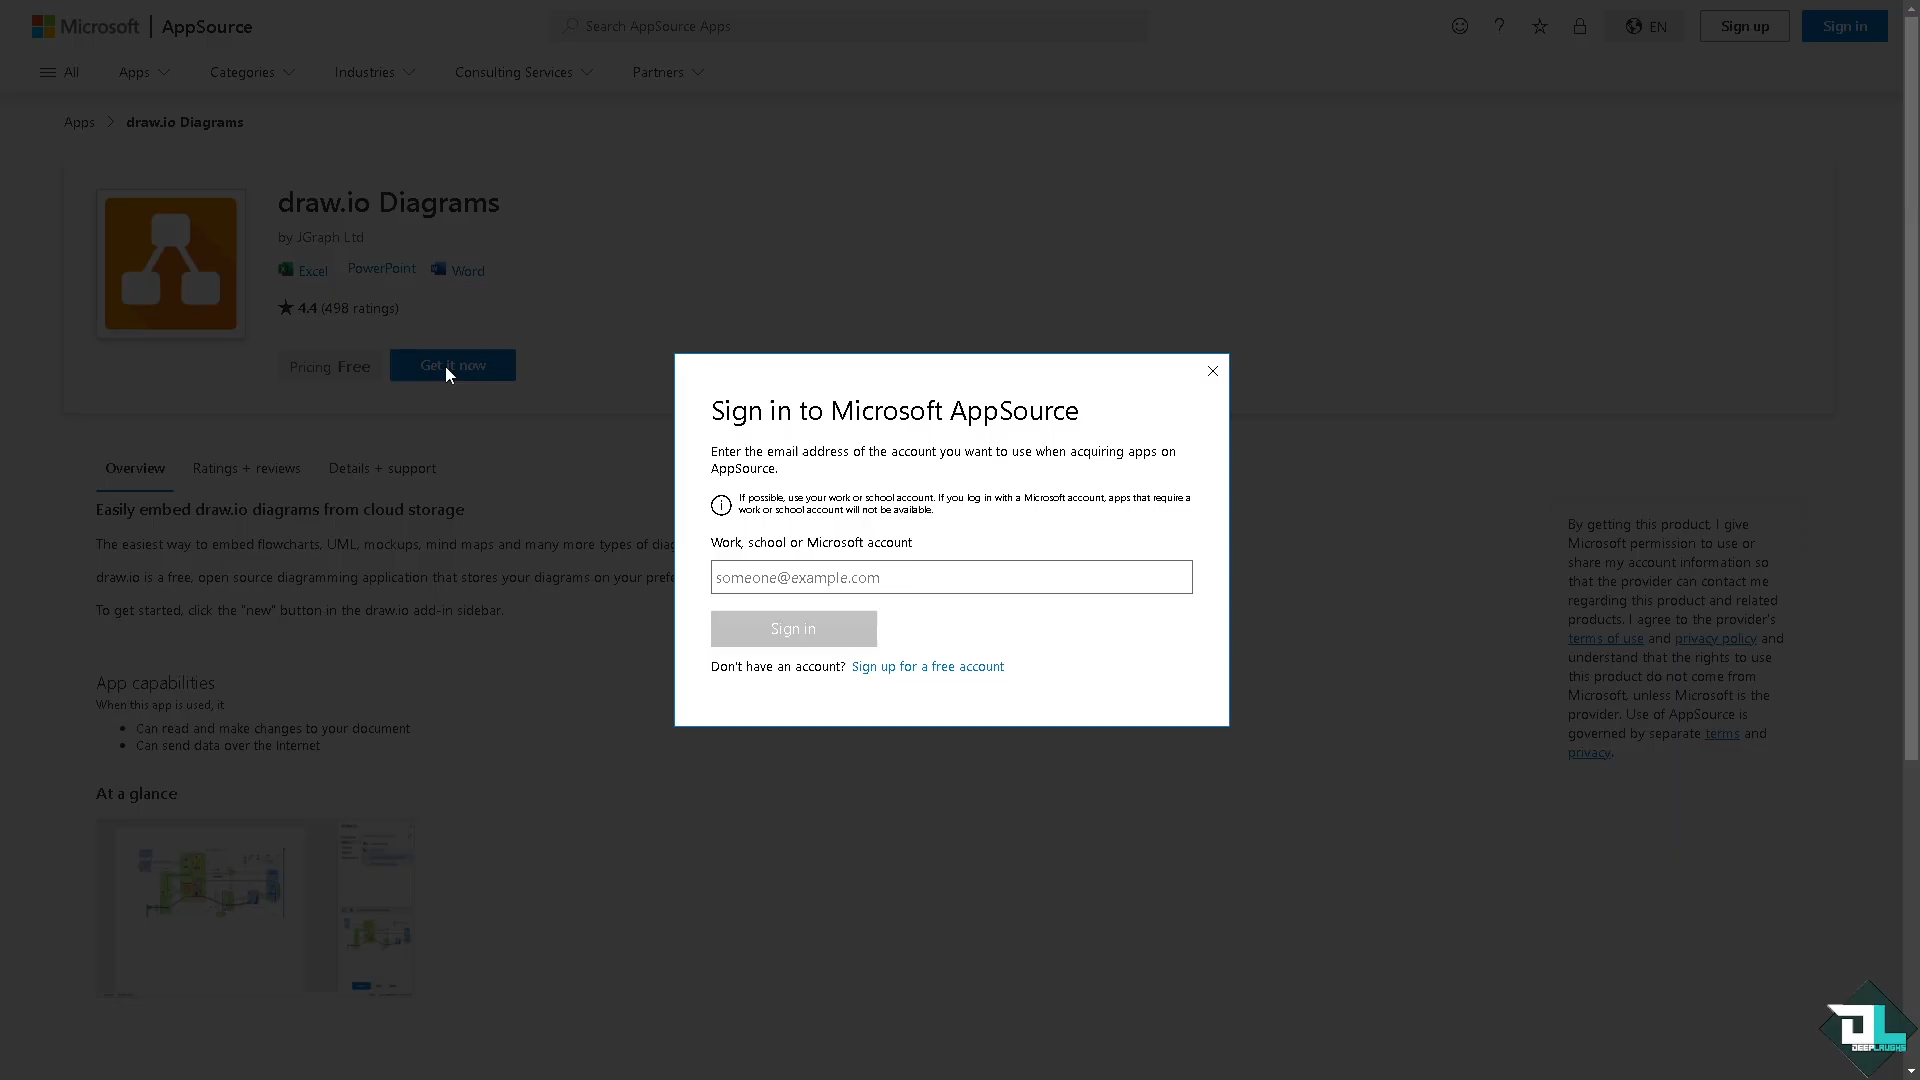 Microsoft | AppSource
Search AppSource Apps
EN
Sign up
Sign in
All
Apps
Categories
Industries
Consulting Services
Partners
Apps > draw.io Diagrams
draw.io Diagrams
by JGraph Ltd
Excel
PowerPoint
Word
4.4 (498 ratings)
Pricing Free
Get it now
Sign in to Microsoft AppSource
Enter the email address of the account you want to use when acquiring apps on
AppSource.
If possible, use your work or school account. If you log in with a Microsoft account, apps that require a
work or school account will not be available.
Work, school or Microsoft account
someone@example.com
Sign in
Don't have an account? Sign up for a free account
Overview
Ratings + reviews
Details + support
Easily embed draw.io diagrams from cloud storage
The easiest way to embed flowcharts, UML, mockups, mind maps and many more types of
draw.io is a free, open source diagramming application that stores your diagrams on your
To get started, click the "new" button in the draw.io add-in sidebar.
App capabilities
When this app is used, it
• Can read and make changes to your document
• Can send data over the Internet
At a glance
By getting this product, I give
Microsoft permission to use or
share my account information so
that the provider can contact me
regarding this product and related
products. I agree to the provider's
terms of use and privacy policy and
understand that the rights to use
this product do not come from
Microsoft, unless Microsoft is the
provider. Use of AppSource is
governed by separate terms and
privacy.
DL
DEEPLAUGHS